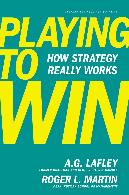 PLAYING
TO
HOW STRATEGY
REALLY WORKS
WIN
A.G. LAFLEY
ROGER L. MARTIN